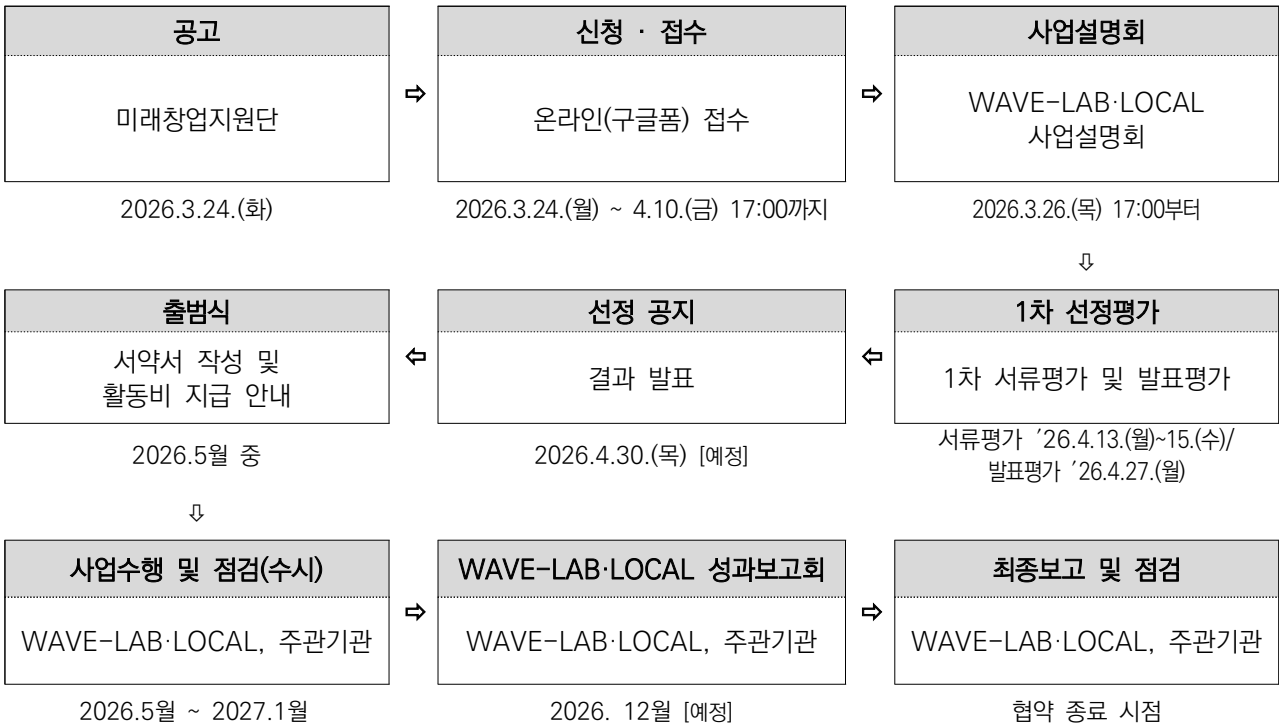 공고
미래창업지원단
2026.3.24.(화)
⇨
신청 · 접수
온라인(구글폼) 접수
2026.3.24.(월) ~ 4.10.(금) 17:00까지
⇨
사업설명회
WAVE-LAB·LOCAL
사업설명회
2026.3.26.(목) 17:00부터
⇩
1차 선정평가
1차 서류평가 및 발표평가
서류평가 ′26.4.13.(월)~15.(수)/
발표평가 ′26.4.27.(월)
⇦
선정 공지
결과 발표
2026.4.30.(목) [예정]
⇦
출범식
서약서 작성 및
활동비 지급 안내
2026.5월 중
⇩
사업수행 및 점검(수시)
WAVE-LAB·LOCAL, 주관기관
2026.5월 ~ 2027.1월
⇨
WAVE-LAB·LOCAL 성과보고회
WAVE-LAB·LOCAL, 주관기관
2026. 12월 [예정]
⇨
최종보고 및 점검
WAVE-LAB·LOCAL, 주관기관
협약 종료 시점